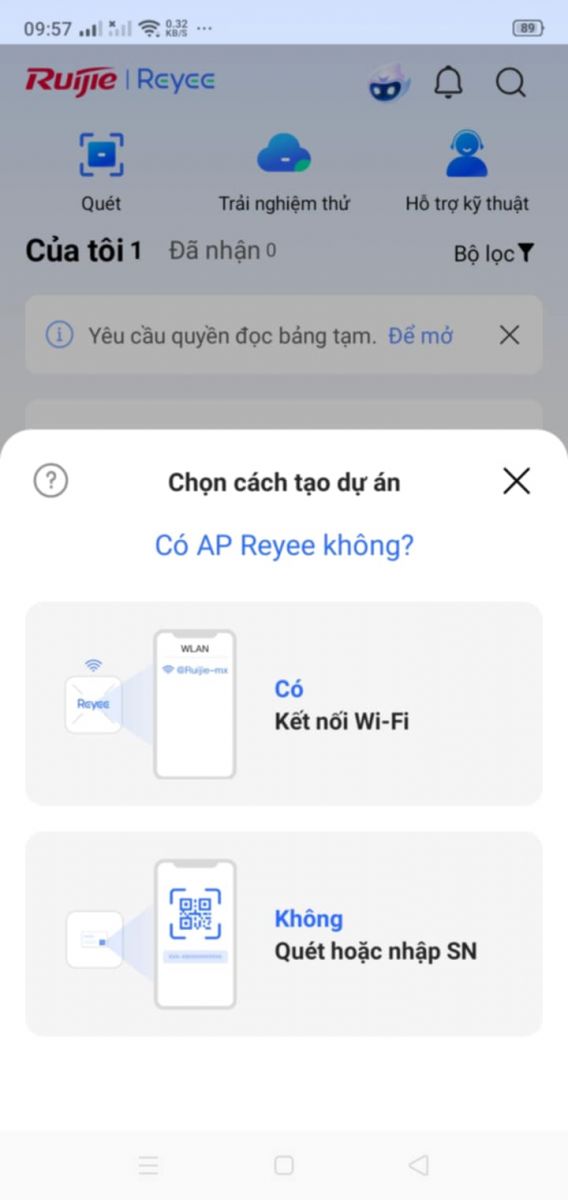 09:57 0.32 KB/S ... 89
Ruijie | Reyee
Quét Trải nghiệm thử Hỗ trợ kỹ thuật
Của tôi 1 Đã nhận 0 Bộ lọc
Yêu cầu quyền đọc bảng tạm. Để mở
? Chọn cách tạo dự án
Có AP Reyee không?
WLAN
@Ruijie-mx
Reyee
Có
Kết nối Wi-Fi
Không
Quét hoặc nhập SN